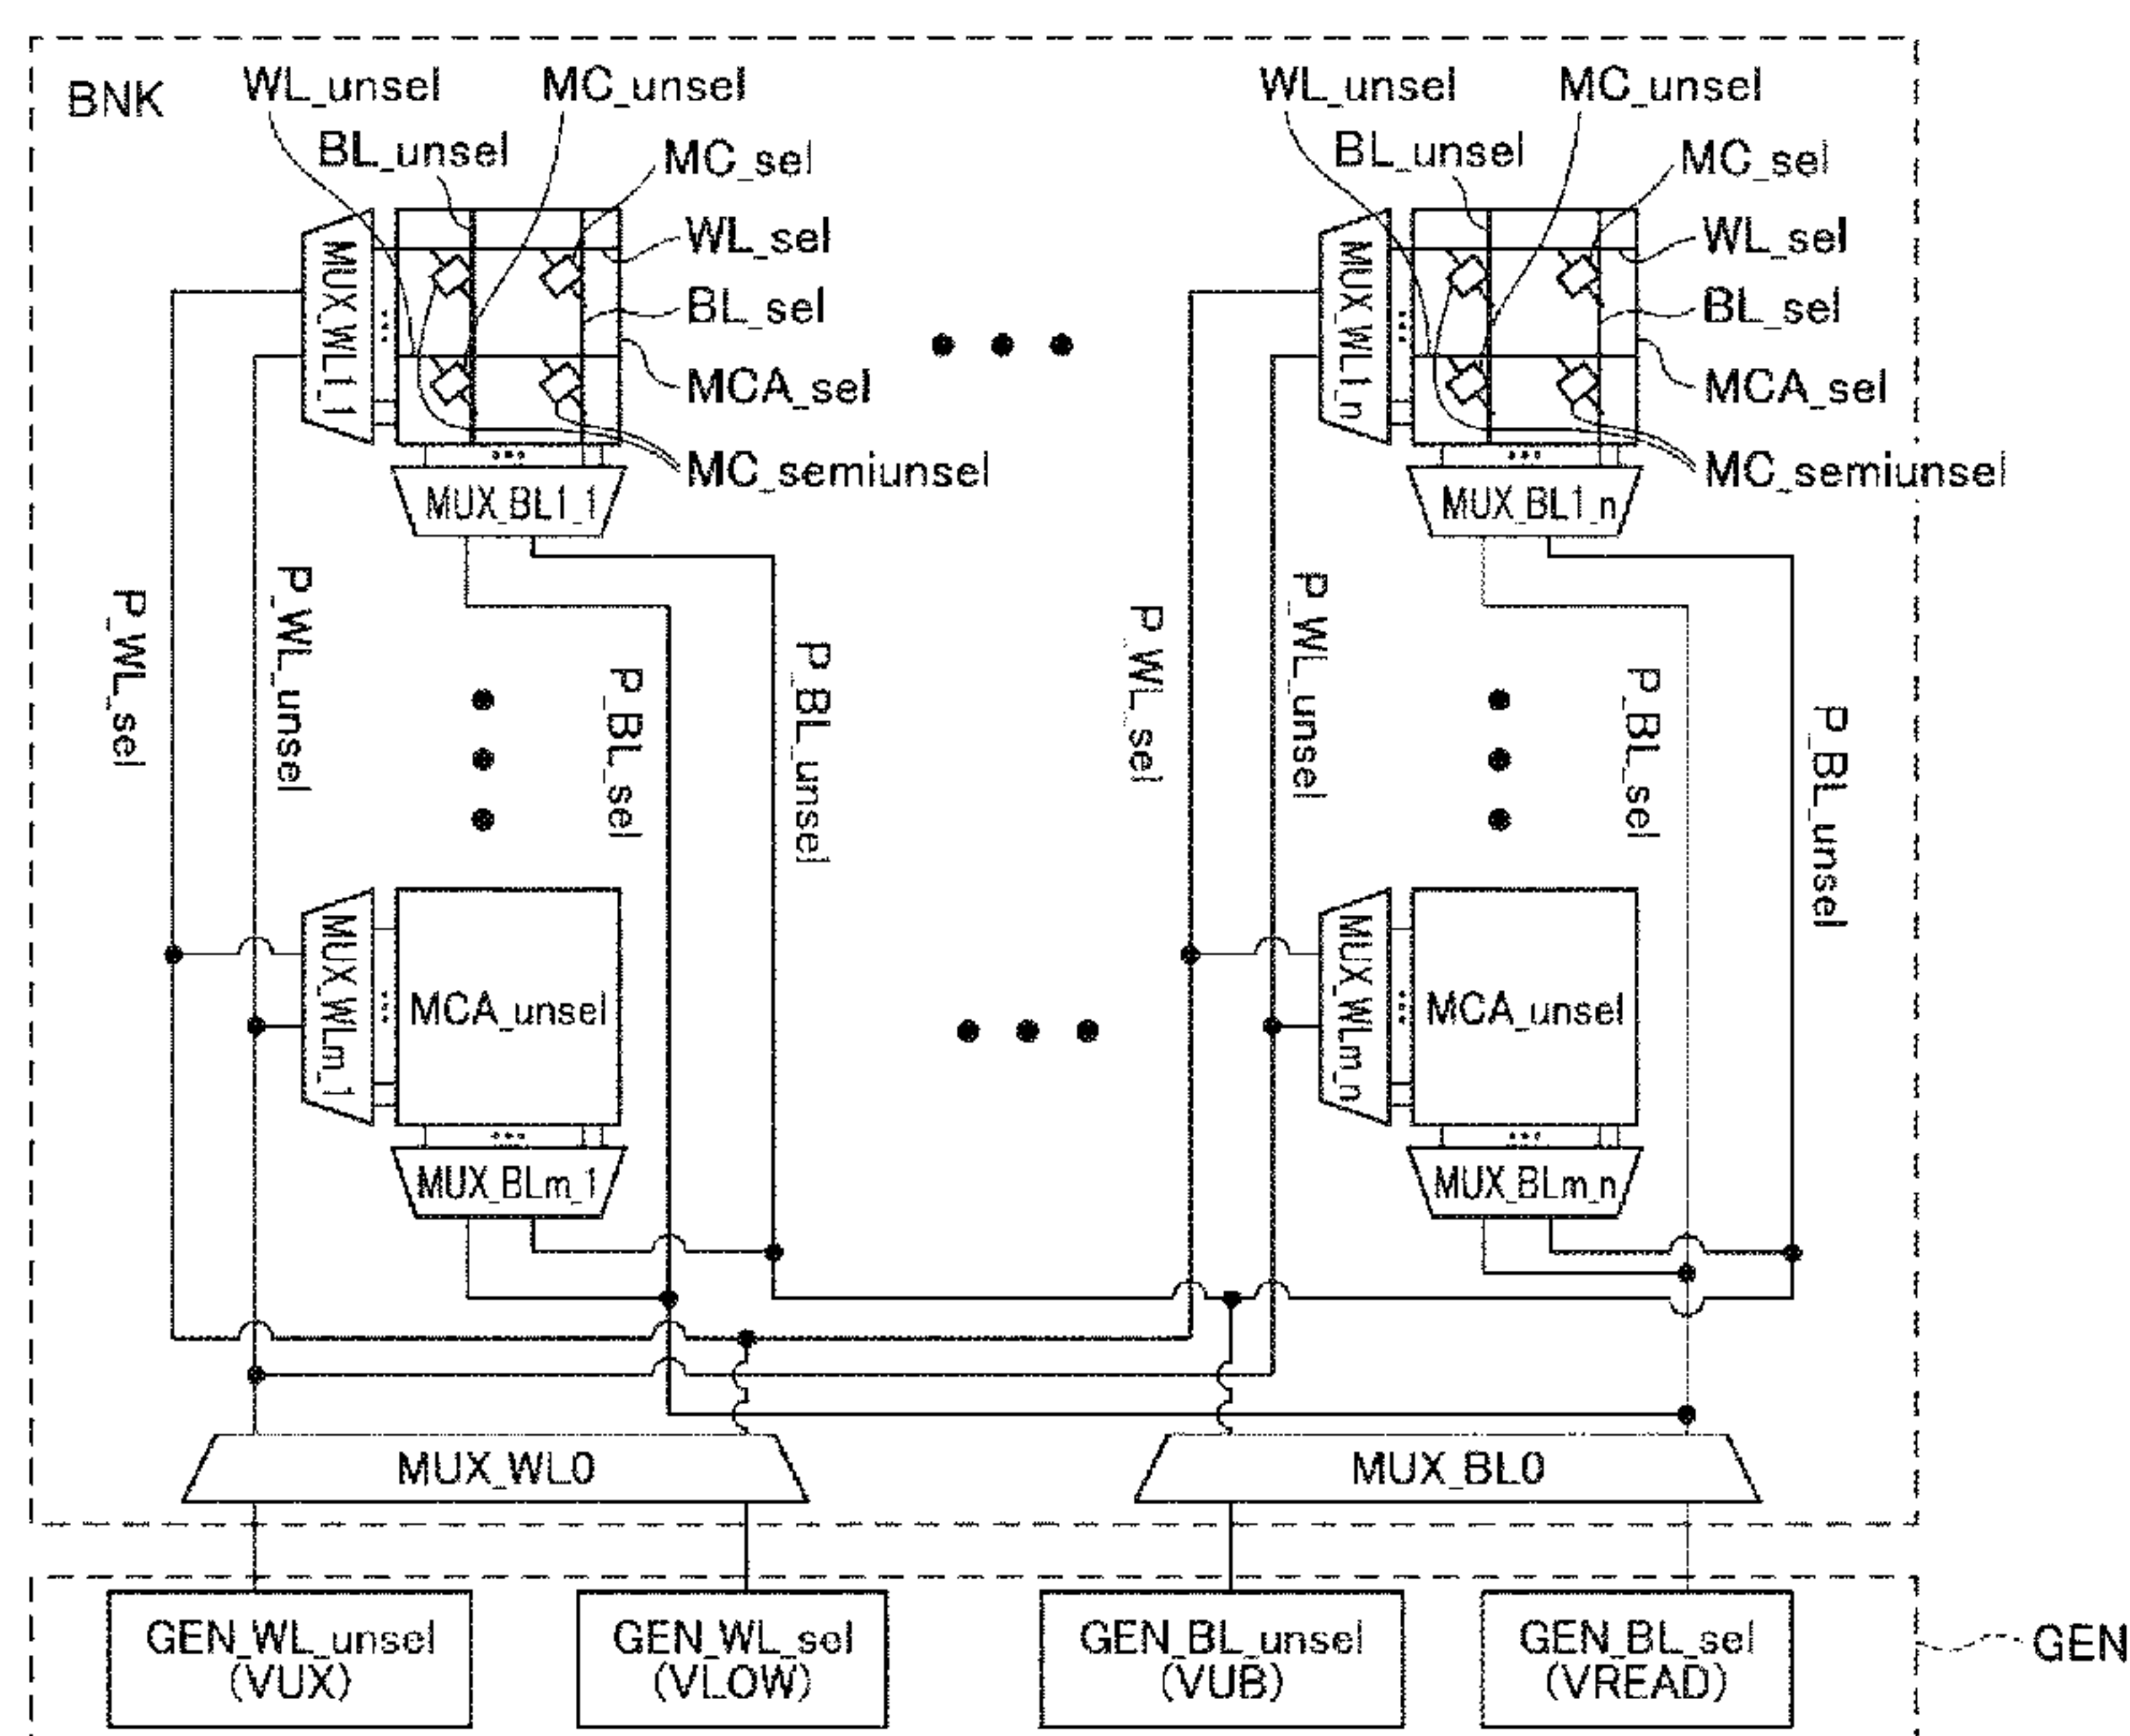 BNK
WL_unsel
MC_unsel
BL_unsel
MC_sel
WL_sel
BL_sel
MCA_sel
MC_semiunsel
MUX_WL1_1
MUX_BL1_1
WL_unsel
MC_unsel
BL_unsel
MC_sel
WL_sel
BL_sel
MCA_sel
MC_semiunsel
MUX_WL1_n
MUX_BL1_n
P_WL_sel
P_WL_unsel
P_BL_sel
P_BL_unsel
P_WL_sel
P_WL_unsel
P_BL_sel
P_BL_unsel
MUX_WLm_1
MCA_unsel
MUX_BLm_1
MUX_WLm_n
MCA_unsel
MUX_BLm_n
MUX_WL0
MUX_BL0
GEN_WL_unsel
(VUX)
GEN_WL_sel
(VLOW)
GEN_BL_unsel
(VUB)
GEN_BL_sel
(VREAD)
GEN